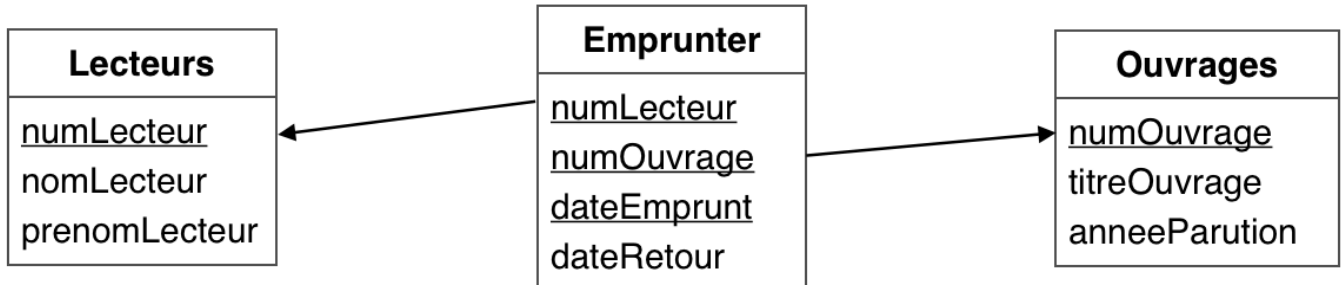 Lecteurs
numLecteur
nomLecteur
prenomLecteur
Emprunter
numLecteur
numOuvrage
dateEmprunt
dateRetour
Ouvrages
numOuvrage
titreOuvrage
anneeParution